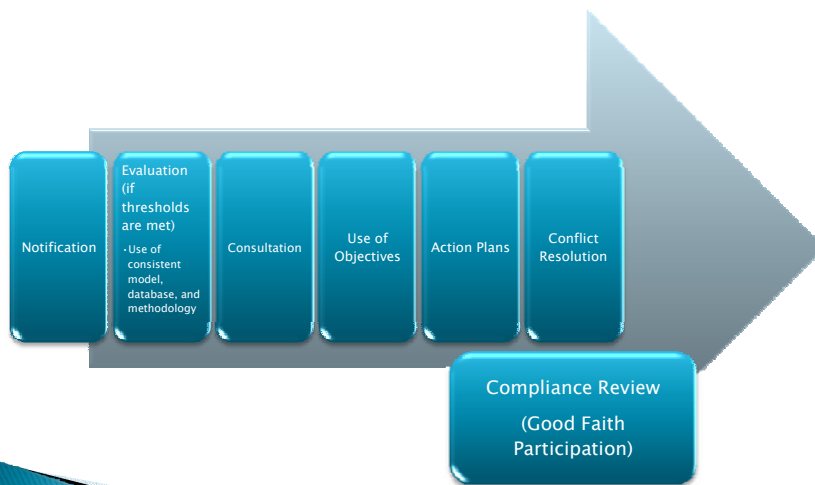 Notification
Evaluation
(if
thresholds
are met)
•Use of
consistent
model,
database, and
methodology
Consultation
Use of
Objectives
Action Plans
Conflict
Resolution
Compliance Review
(Good Faith
Participation)